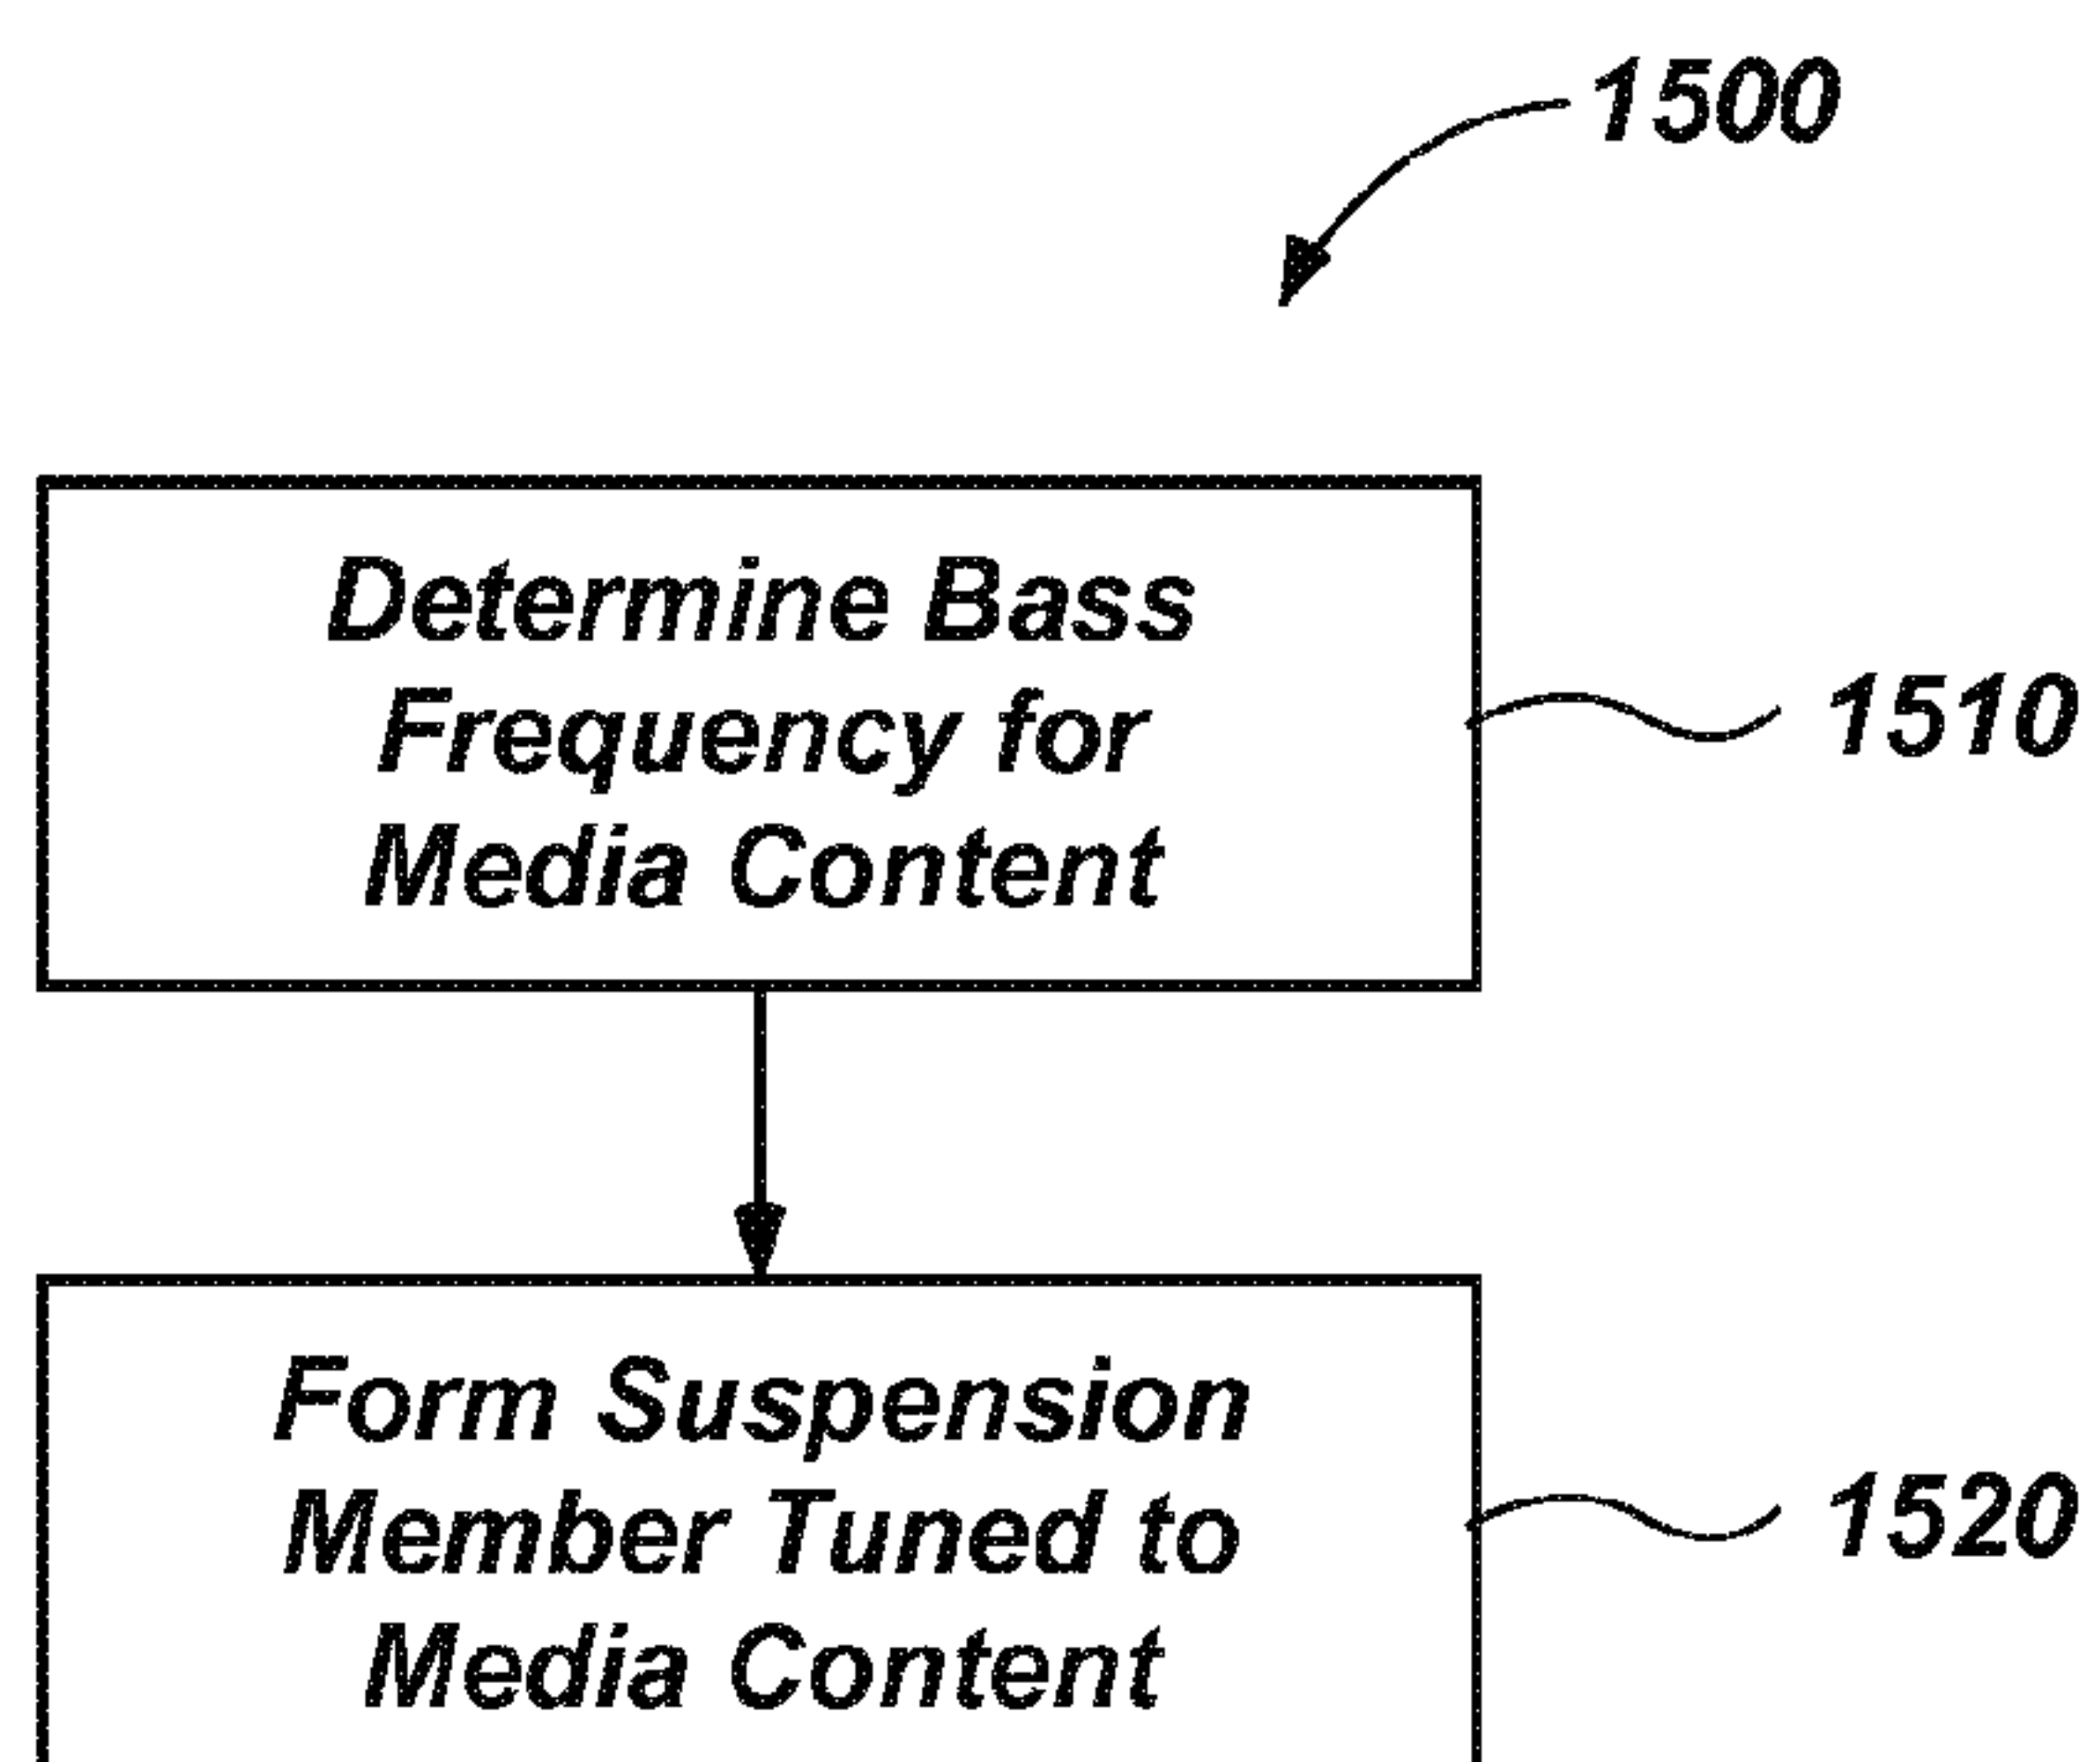 1500
Determine Bass
Frequency for
Media Content
1510
Form Suspension
Member Tuned to
Media Content
1520